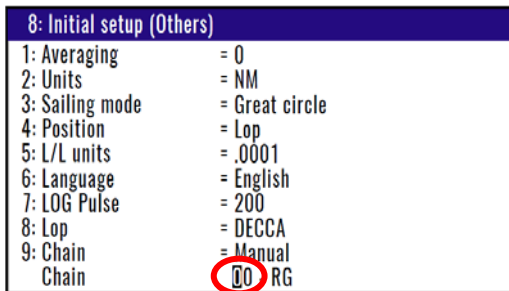 8: Initial setup (Others)
1: Averaging = 0
2: Units = NM
3: Sailing mode = Great circle
4: Position = Lop
5: L/L units = .0001
6: Language = English
7: LOG Pulse = 200
8: Lop = DECCA
9: Chain = Manual
Chain 00 - RG